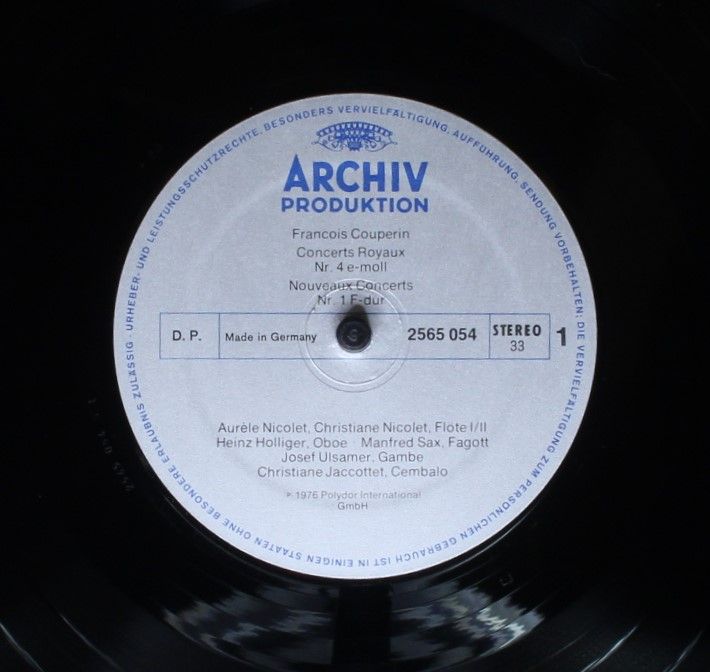 URHEBER- UND LEISTUNGSSCHUTZRECHTE, BESONDERS VERVIELFÄLTIGUNG, AUFFÜHRUNG, SENDUNG VORBEHALTEN; DIE VERVIELFÄLTIGUNG ZUM PERSÖNLICHEN GEBRAUCH IST IN EINIGEN STAATEN OHNE BESONDERE ERLAUBNIS ZULÄSSIG ·
ARCHIV
PRODUKTION
Francois Couperin
Concerts Royaux
Nr. 4 e-moll
Nouveaux Concerts
Nr. 1 F-dur
D. P. Made in Germany 2565 054 STEREO 33 1
Aurèle Nicolet, Christiane Nicolet, Flöte I/II
Heinz Holliger, Oboe · Manfred Sax, Fagott
Josef Ulsamer, Gambe
Christiane Jaccottet, Cembalo
℗ 1976 Polydor International
GmbH